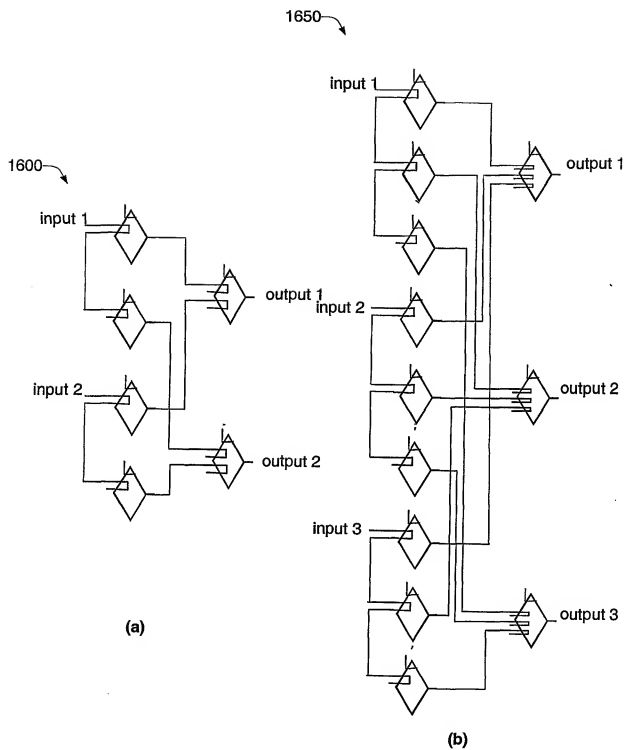 1650
input 1
output 1
1600
input 1
output 1
input 2
input 2
output 2
output 2
input 3
output 3
(a)
(b)